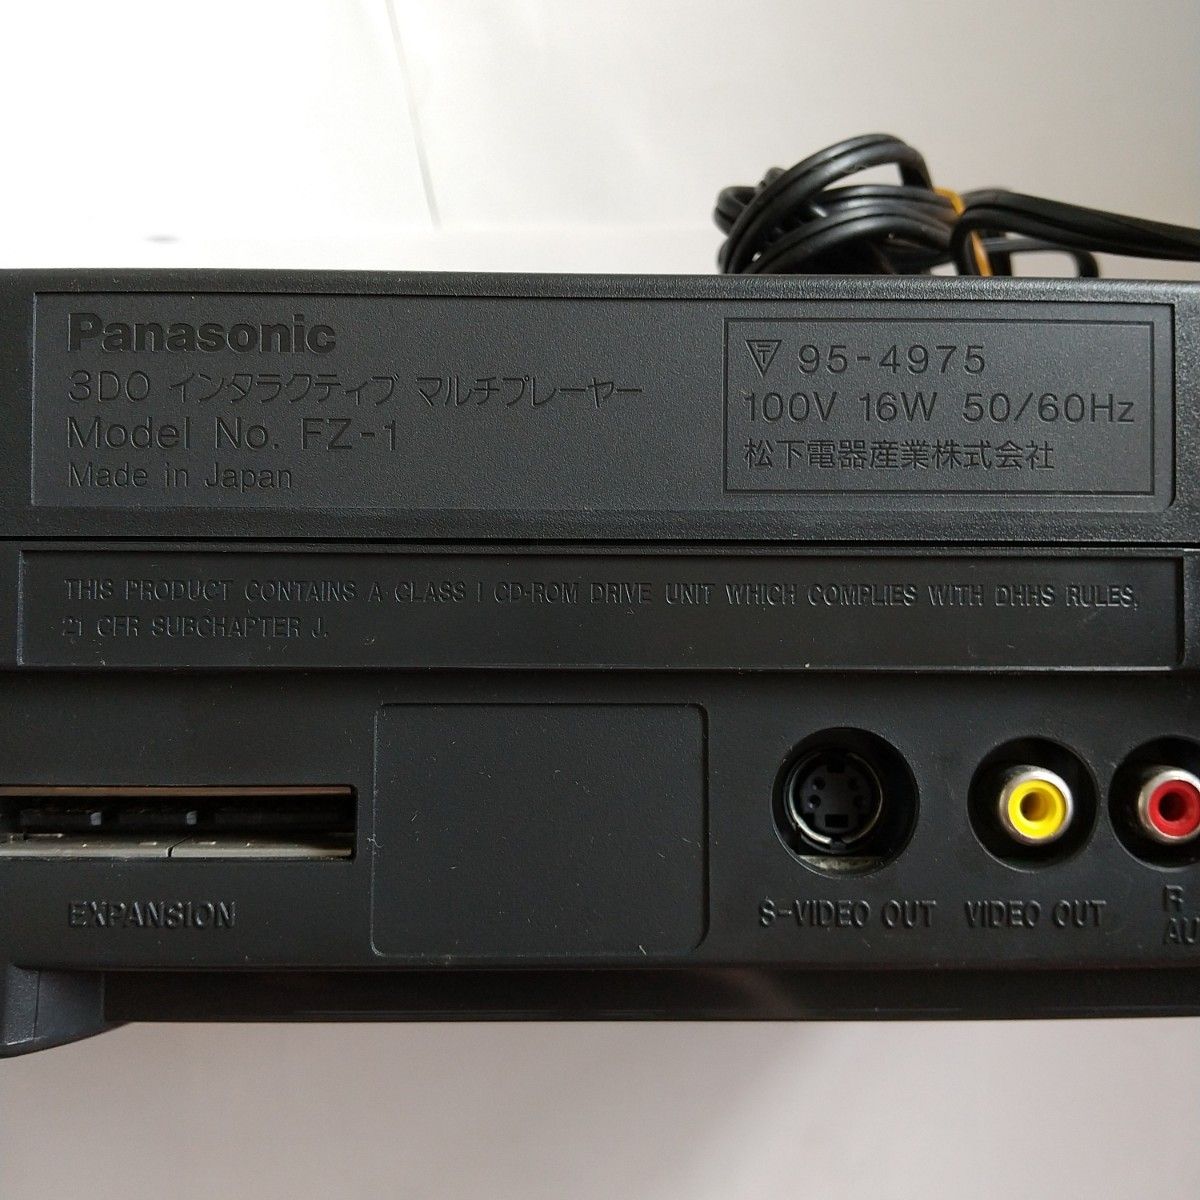 Panasonic
3DO インタラクティブ マルチプレーヤー
Model No. FZ-1
Made in Japan
〒 95-4975
100V 16W 50/60Hz
松下電器産業株式会社
THIS PRODUCT CONTAINS A CLASS I CD-ROM DRIVE UNIT WHICH COMPLIES WITH DHHS RULES,
21 CFR SUBCHAPTER J.
EXPANSION
S-VIDEO OUT
VIDEO OUT
R
AU